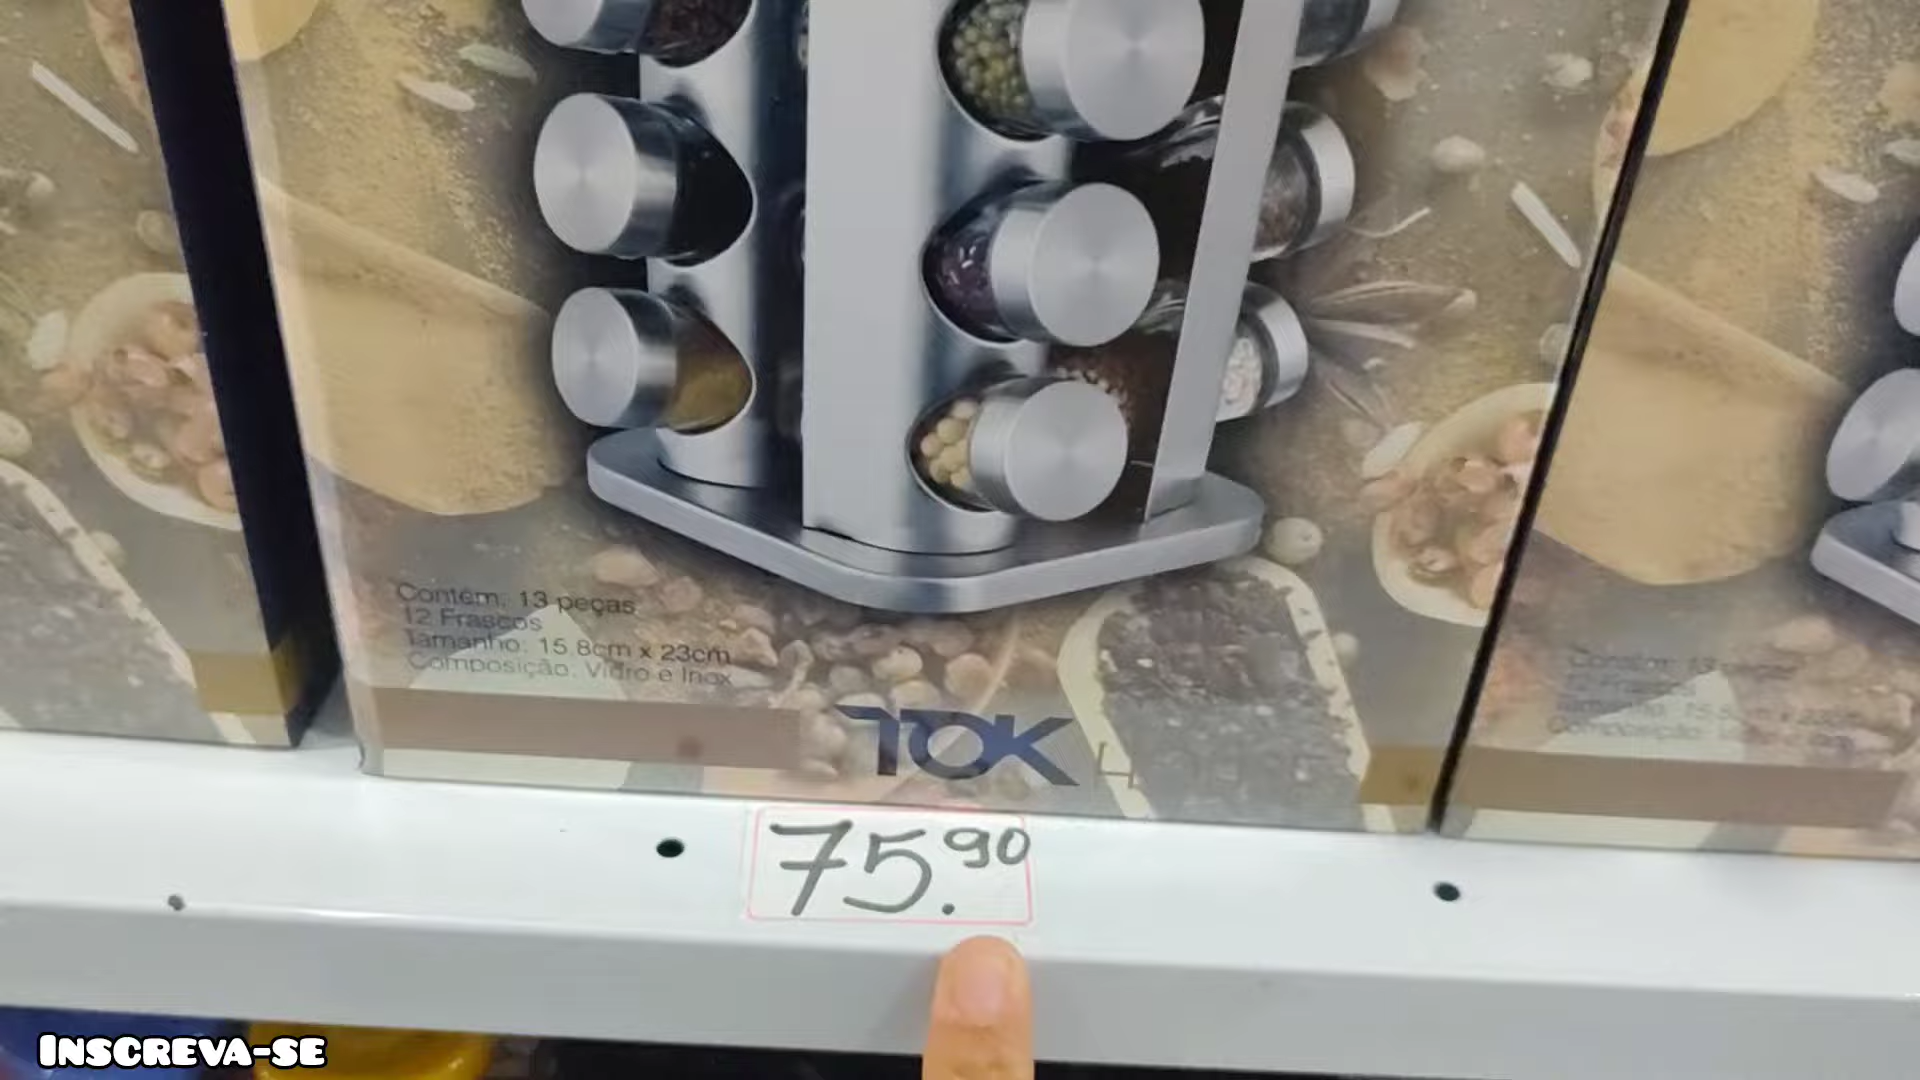 Contém: 13 peças
12 Frascos
Tamanho: 15.8cm x 23cm
Composição: Vidro e Inox
TOK
75.90
INSCREVA-SE